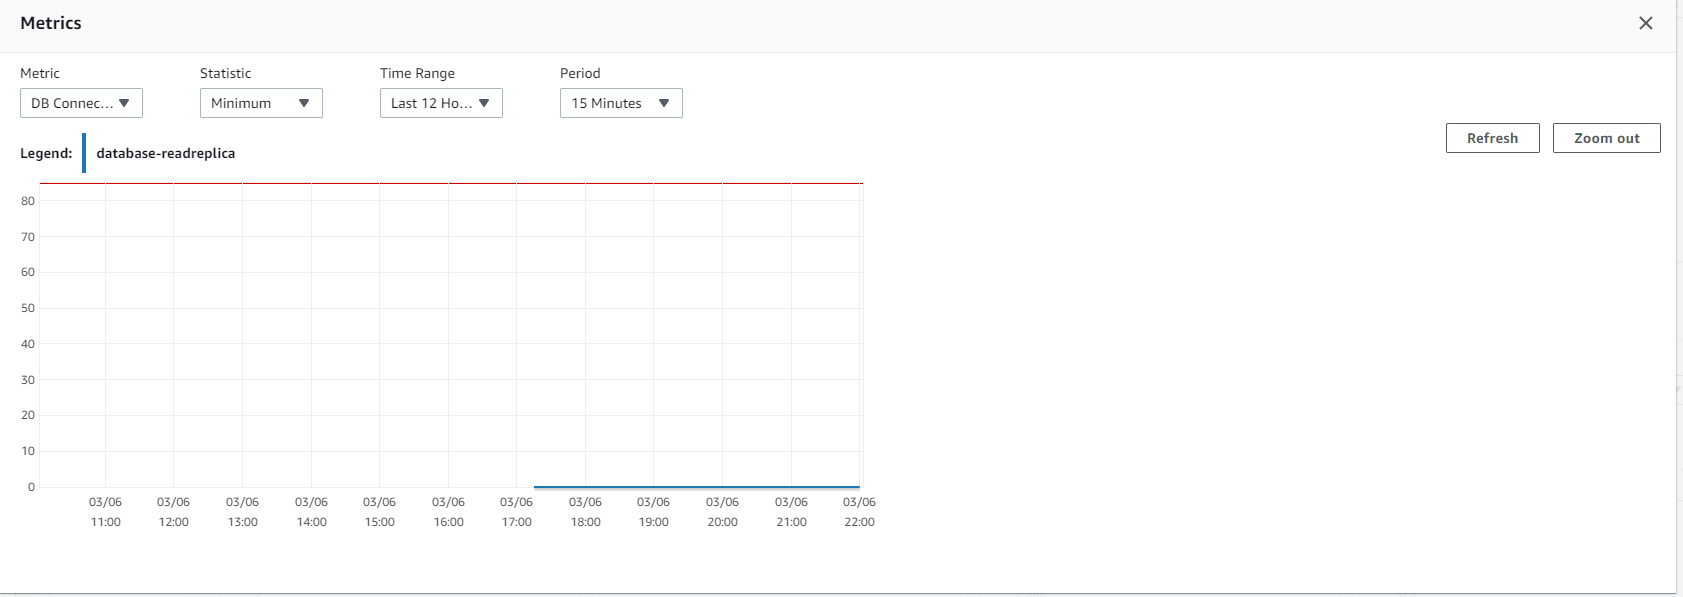 Metrics
Metric Statistic Time Range Period
DB Connec... Minimum Last 12 Ho... 15 Minutes
Refresh Zoom out
Legend: database-readreplica
80
70
60
50
40
30
20
10
0
03/06 03/06 03/06 03/06 03/06 03/06 03/06 03/06 03/06 03/06 03/06 03/06
11:00 12:00 13:00 14:00 15:00 16:00 17:00 18:00 19:00 20:00 21:00 22:00